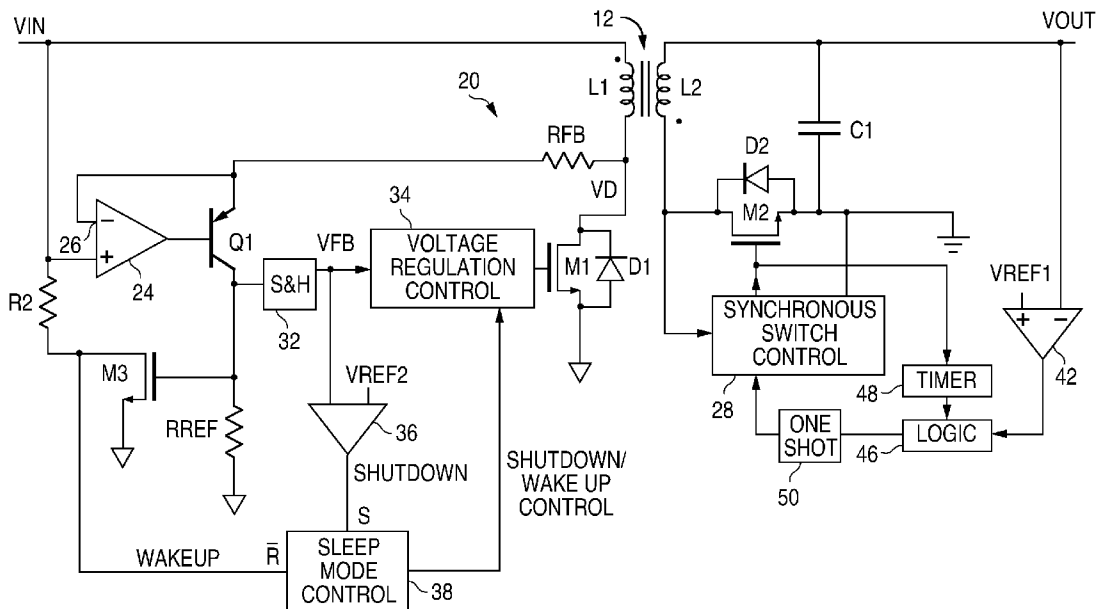 VIN
12
VOUT
L1
L2
20
RFB
C1
D2
VD
M2
34
26
24
Q1
VFB
VOLTAGE
REGULATION
CONTROL
M1
D1
VREF1
R2
S&H
32
SYNCHRONOUS
SWITCH
CONTROL
42
M3
VREF2
28
48
TIMER
RREF
36
ONE
SHOT
46
LOGIC
50
SHUTDOWN
SHUTDOWN/
WAKE UP
CONTROL
S
WAKEUP
R̅
SLEEP
MODE
CONTROL
38